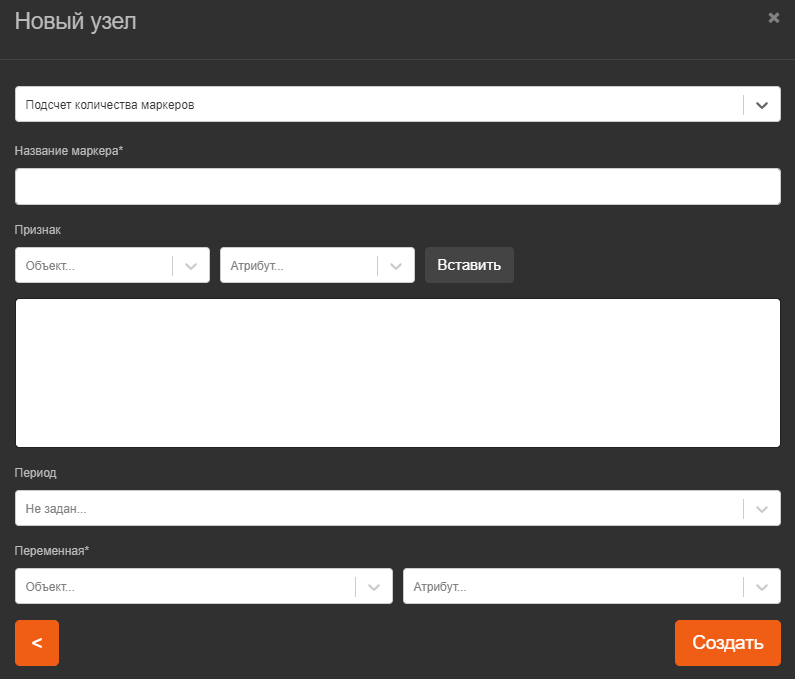 Новый узел
Подсчет количества маркеров
Название маркера*
Признак
Объект... Атрибут... Вставить
Период
Не задан...
Переменная*
Объект... Атрибут...
< Создать